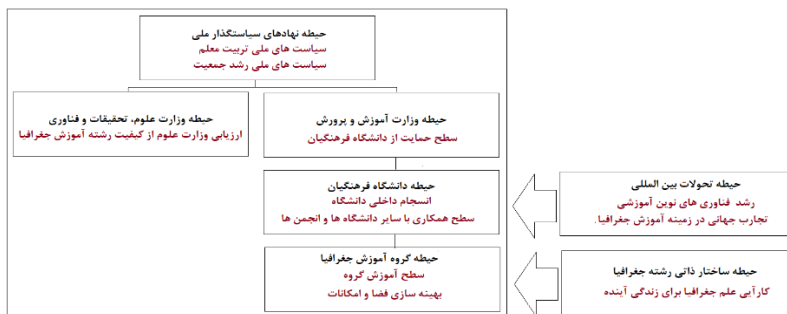 حیطه نهادهای سیاستگذار ملی
سیاست های ملی تربیت معلم
سیاست های ملی رشد جمعیت
حیطه وزارت آموزش و پرورش
سطح حمایت از دانشگاه فرهنگیان
حیطه وزارت علوم، تحقیقات و فناوری
ارزیابی وزارت علوم از کیفیت رشته آموزش جغرافیا
حیطه دانشگاه فرهنگیان
انسجام داخلی دانشگاه
سطح همکاری با سایر دانشگاه ها و انجمن ها
حیطه تحولات بین المللی
رشد فناوری های نوین آموزشی
تجارب جهانی در زمینه آموزش جغرافیا.
حیطه گروه آموزش جغرافیا
سطح آموزش گروه
بهینه سازی فضا و امکانات
حیطه ساختار ذاتی رشته جغرافیا
کارآیی علم جغرافیا برای زندگی آینده